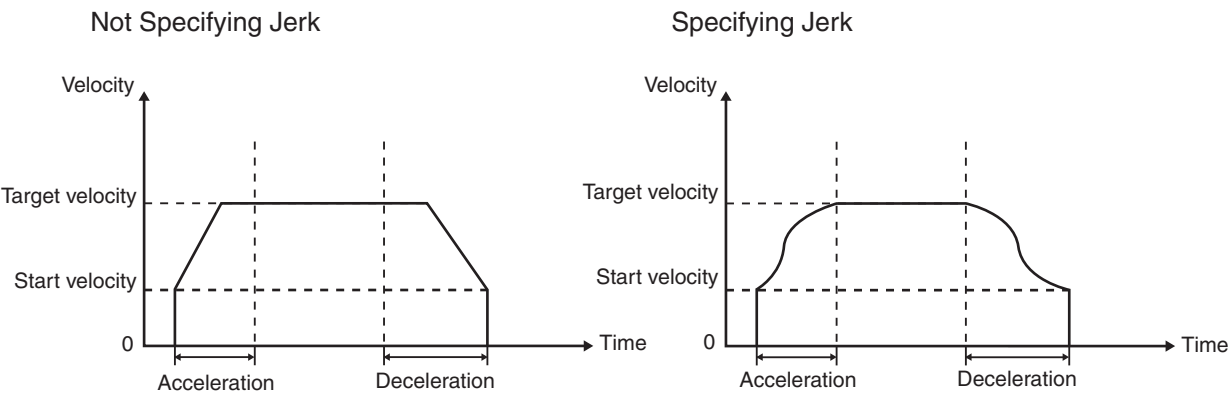 Not Specifying Jerk
Velocity
Target velocity
Start velocity
0
Time
Acceleration
Deceleration
Specifying Jerk
Velocity
Target velocity
Start velocity
0
Time
Acceleration
Deceleration